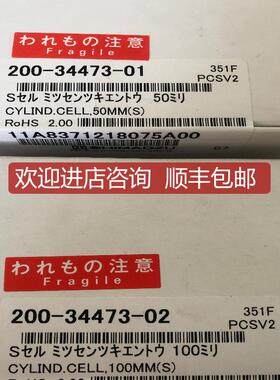 われもの注意
Fragile
200-34473-01
351F
PCSV2
Sセル ミツセンツキエントウ 50ミリ
CYLIND.CELL,50MM(S)
RoHS 2.00
11A8371218075A00
欢迎进店咨询 顺丰包邮
われもの注意
Fragile
200-34473-02
351F
PCSV2
Sセル ミツセンツキエントウ 100ミリ
CYLIND.CELL,100MM(S)